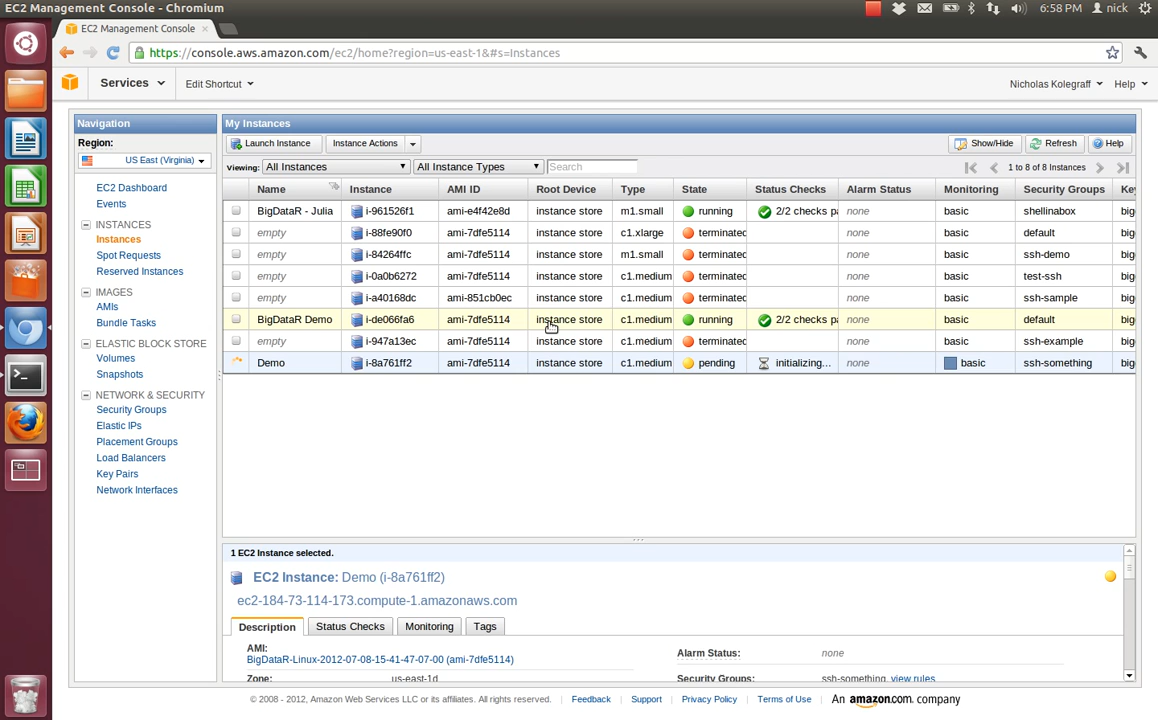 EC2 Management Console - Chromium
6:58 PM nick
EC2 Management Console
https://console.aws.amazon.com/ec2/home?region=us-east-1&#s=Instances
Services Edit Shortcut Nicholas Kolegraff Help
Navigation
Region:
US East (Virginia)
EC2 Dashboard
Events
INSTANCES
Instances
Spot Requests
Reserved Instances
IMAGES
AMIs
Bundle Tasks
ELASTIC BLOCK STORE
Volumes
Snapshots
NETWORK & SECURITY
Security Groups
Elastic IPs
Placement Groups
Load Balancers
Key Pairs
Network Interfaces
My Instances
Launch Instance Instance Actions Show/Hide Refresh Help
Viewing: All Instances All Instance Types Search 1 to 8 of 8 Instances
Name Instance AMI ID Root Device Type State Status Checks Alarm Status Monitoring Security Groups Key
BigDataR - Julia i-961526f1 ami-e4f42e8d instance store m1.small running 2/2 checks pa none basic shellinabox big
empty i-88fe90f0 ami-7dfe5114 instance store c1.xlarge terminated none basic default big
empty i-84264ffc ami-7dfe5114 instance store m1.small terminated none basic ssh-demo big
empty i-0a0b6272 ami-7dfe5114 instance store c1.medium terminated none basic test-ssh big
empty i-a40168dc ami-851cb0ec instance store c1.medium terminated none basic ssh-sample big
BigDataR Demo i-de066fa6 ami-7dfe5114 instance store c1.medium running 2/2 checks pa none basic default big
empty i-947a13ec ami-7dfe5114 instance store c1.medium terminated none basic ssh-example big
Demo i-8a761ff2 ami-7dfe5114 instance store c1.medium pending initializing... none basic ssh-something big
1 EC2 Instance selected.
EC2 Instance: Demo (i-8a761ff2)
ec2-184-73-114-173.compute-1.amazonaws.com
Description Status Checks Monitoring Tags
AMI:
BigDataR-Linux-2012-07-08-15-41-47-07-00 (ami-7dfe5114)
Alarm Status: none
Zone: us-east-1d Security Groups: ssh-something. view rules
© 2008 - 2012, Amazon Web Services LLC or its affiliates. All rights reserved. Feedback Support Privacy Policy Terms of Use An amazon.com company